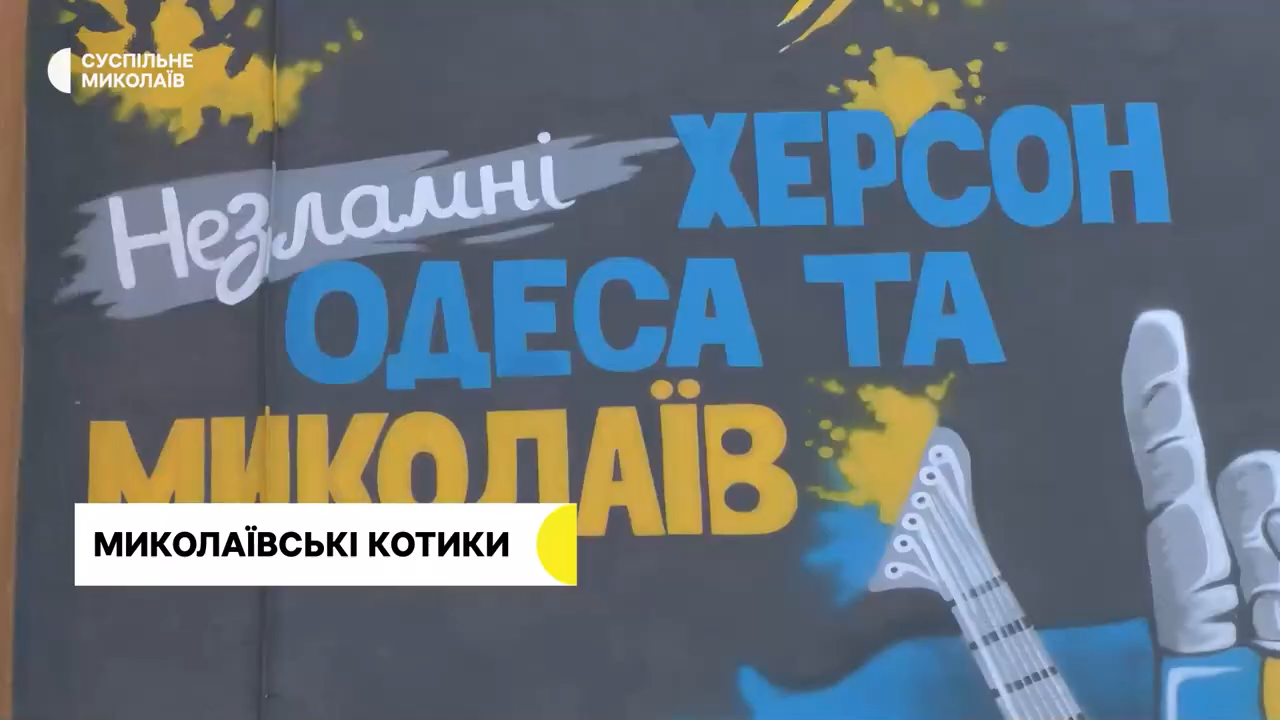 СУСПІЛЬНЕ
МИКОЛАЇВ
Незламні ХЕРСОН
ОДЕСА ТА
МИКОЛАЇВ
МИКОЛАЇВСЬКІ КОТИКИ